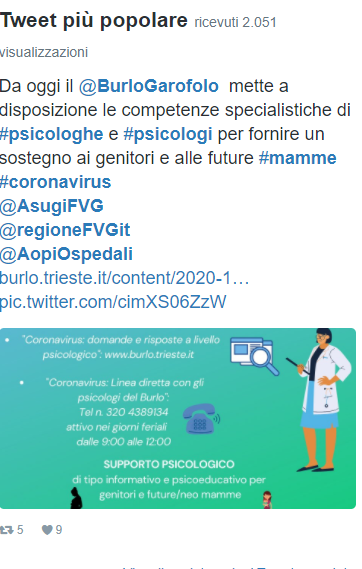 Tweet più popolare ricevuti 2.051
visualizzazioni
Da oggi il @BurloGarofolo mette a
disposizione le competenze specialistiche di
#psicologhe e #psicologi per fornire un
sostegno ai genitori e alle future #mamme
#coronavirus
@AsugiFVG
@regioneFVGit
@AopiOspedali
burlo.trieste.it/content/2020-1…
pic.twitter.com/cimXS06ZzW
• "Coronavirus: domande e risposte a livello
psicologico": www.burlo.trieste.it
• "Coronavirus: Linea diretta con gli
psicologi del Burlo":
Tel n. 320 4389134
attivo nei giorni feriali
dalle 9:00 alle 12:00
SUPPORTO PSICOLOGICO
di tipo informativo e psicoeducativo per
genitori e future/neo mamme
5 9